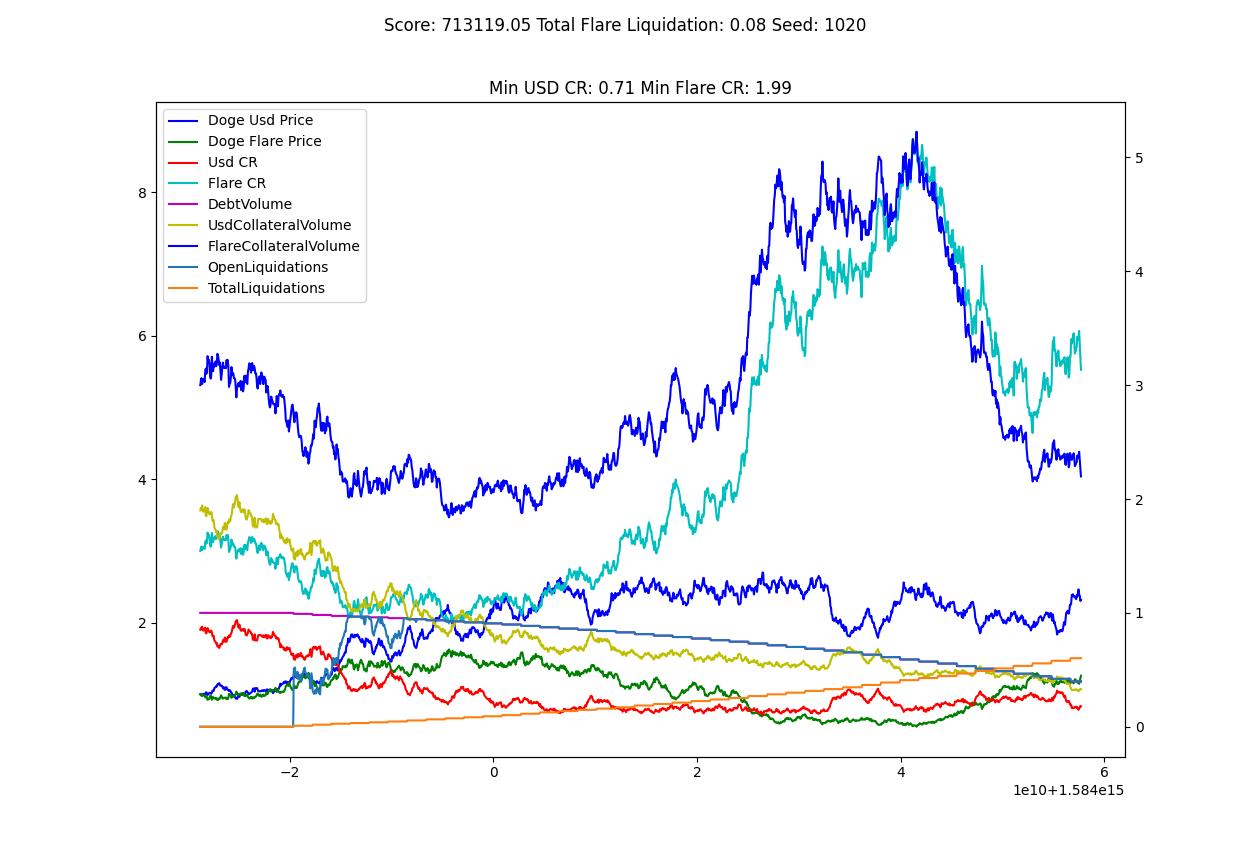 Score: 713119.05 Total Flare Liquidation: 0.08 Seed: 1020
Min USD CR: 0.71 Min Flare CR: 1.99
Doge Usd Price
Doge Flare Price
Usd CR
Flare CR
DebtVolume
UsdCollateralVolume
FlareCollateralVolume
OpenLiquidations
TotalLiquidations
8
6
4
2
5
4
3
2
1
0
−2
0
2
4
6
1e10+1.584e15